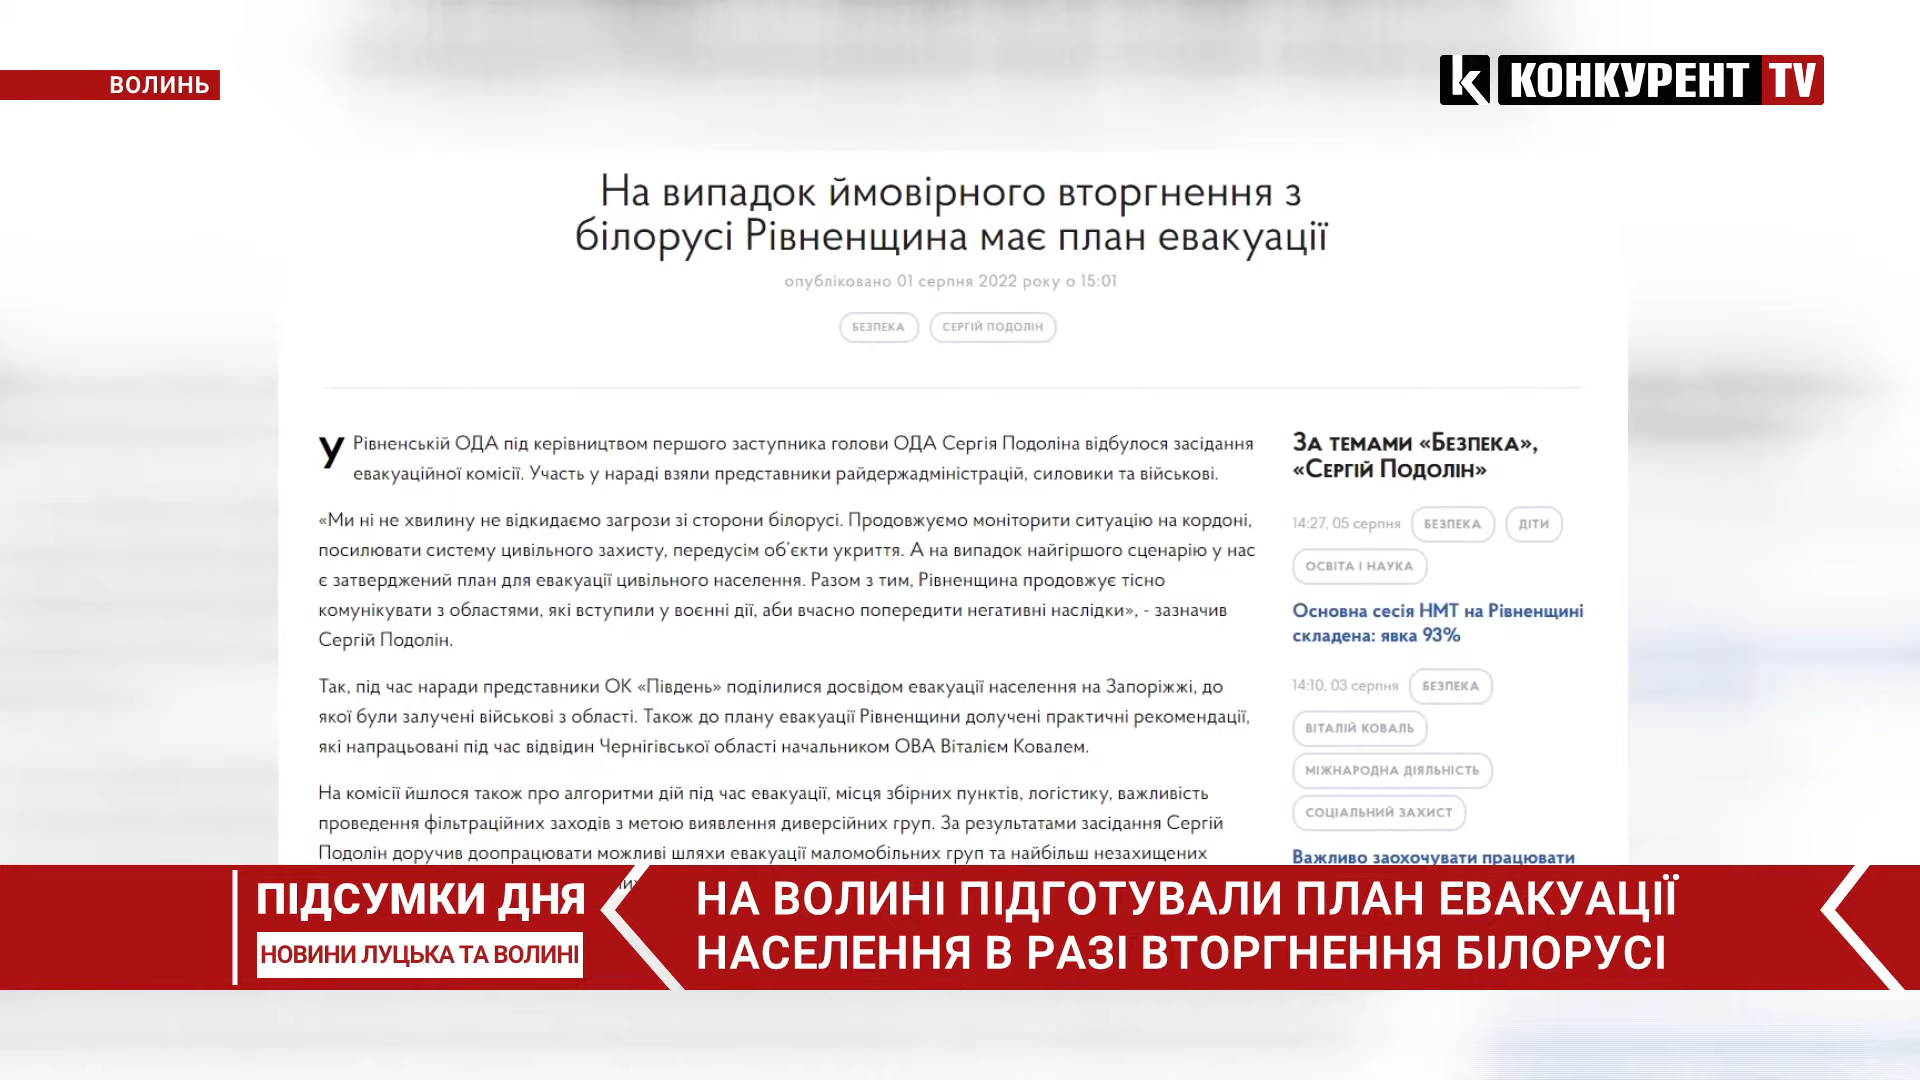 ВОЛИНЬ
КОНКУРЕНТ TV
На випадок ймовірного вторгнення з
білорусі Рівненщина має план евакуації
опубліковано 01 серпня 2022 року о 15:01
БЕЗПЕКА СЕРГІЙ ПОДОЛІН
У Рівненській ОДА під керівництвом першого заступника голови ОДА Сергія Подоліна відбулося засідання
евакуаційної комісії. Участь у нараді взяли представники райдержадміністрацій, силовики та військові.
«Ми ні не хвилину не відкидаємо загрози зі сторони білорусі. Продовжуємо моніторити ситуацію на кордоні,
посилювати систему цивільного захисту, передусім об'єкти укриття. А на випадок найгіршого сценарію у нас
є затверджений план для евакуації цивільного населення. Разом з тим, Рівненщина продовжує тісно
комунікувати з областями, які вступили у воєнні дії, аби вчасно попередити негативні наслідки», - зазначив
Сергій Подолін.
Так, під час наради представники ОК «Південь» поділилися досвідом евакуації населення на Запоріжжі, до
якої були залучені військові з області. Також до плану евакуації Рівненщини долучені практичні рекомендації,
які напрацьовані під час відвідин Чернігівської області начальником ОВА Віталієм Ковалем.
На комісії йшлося також про алгоритми дій під час евакуації, місця збірних пунктів, логістику, важливість
проведення фільтраційних заходів з метою виявлення диверсійних груп. За результатами засідання Сергій
Подолін доручив доопрацювати можливі шляхи евакуації маломобільних груп та найбільш незахищених
За темами «Безпека»,
«Сергій Подолін»
14:27, 05 серпня БЕЗПЕКА ДІТИ
ОСВІТА І НАУКА
Основна сесія НМТ на Рівненщині
складена: явка 93%
14:10, 03 серпня БЕЗПЕКА
ВІТАЛІЙ КОВАЛЬ
МІЖНАРОДНА ДІЯЛЬНІСТЬ
СОЦІАЛЬНИЙ ЗАХИСТ
Важливо заохочувати працювати
ПІДСУМКИ ДНЯ
НОВИНИ ЛУЦЬКА ТА ВОЛИНІ
НА ВОЛИНІ ПІДГОТУВАЛИ ПЛАН ЕВАКУАЦІЇ
НАСЕЛЕННЯ В РАЗІ ВТОРГНЕННЯ БІЛОРУСІ